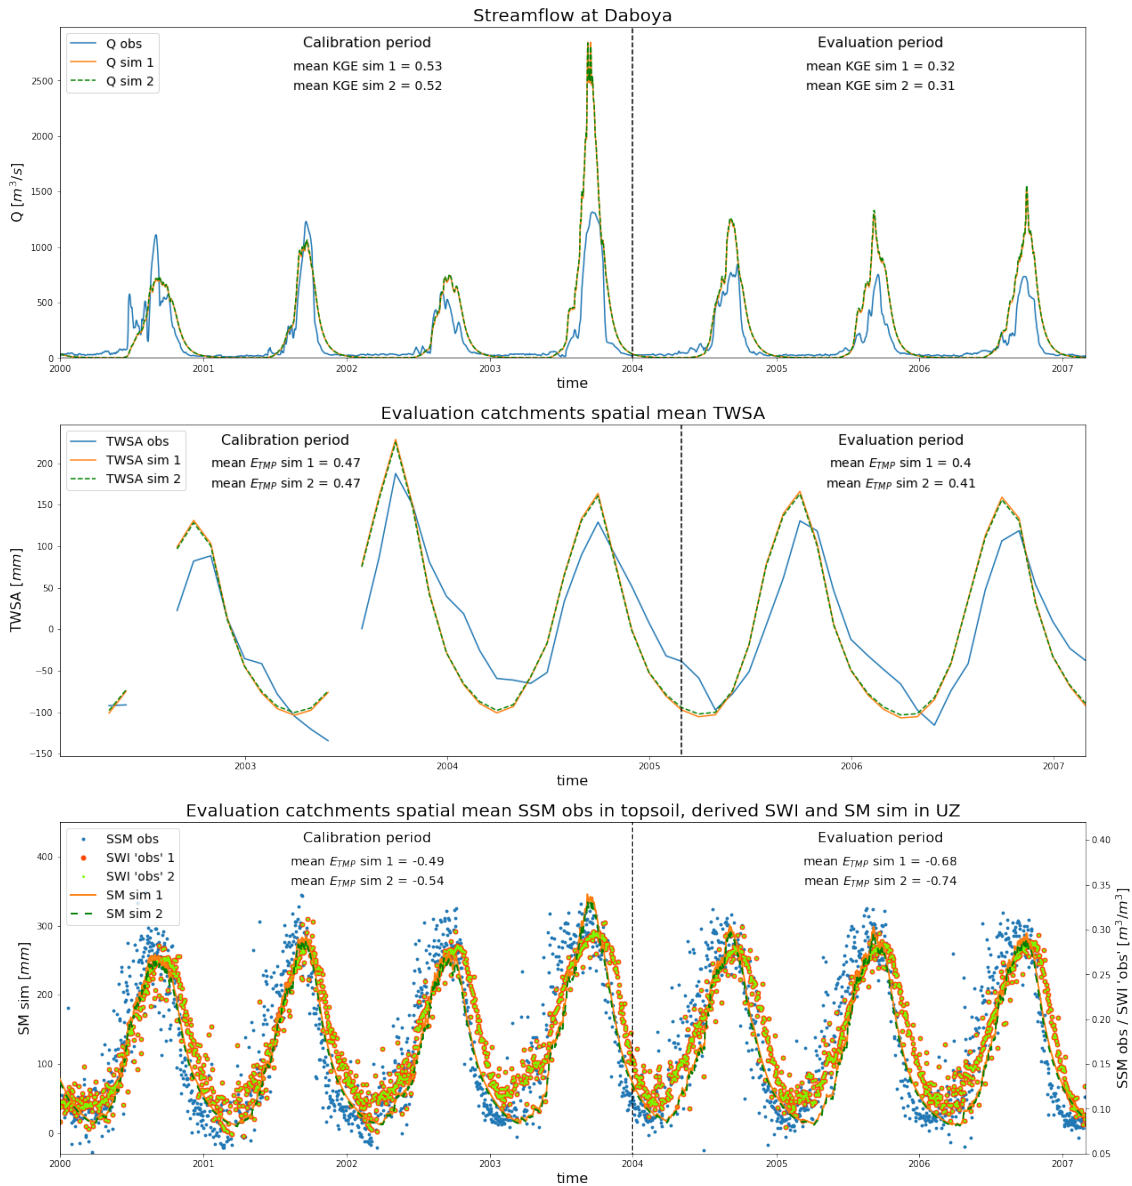 Streamflow at Daboya
Q obs
Q sim 1
Q sim 2
Calibration period
mean KGE sim 1 = 0.53
mean KGE sim 2 = 0.52
Evaluation period
mean KGE sim 1 = 0.32
mean KGE sim 2 = 0.31
Q [m³/s]
2500
2000
1500
1000
500
0
2000 2001 2002 2003 2004 2005 2006 2007
time
Evaluation catchments spatial mean TWSA
TWSA obs
TWSA sim 1
TWSA sim 2
Calibration period
mean E_TMP sim 1 = 0.47
mean E_TMP sim 2 = 0.47
Evaluation period
mean E_TMP sim 1 = 0.4
mean E_TMP sim 2 = 0.41
TWSA [mm]
200
150
100
50
0
−50
−100
−150
2003 2004 2005 2006 2007
time
Evaluation catchments spatial mean SSM obs in topsoil, derived SWI and SM sim in UZ
SSM obs
SWI 'obs' 1
SWI 'obs' 2
SM sim 1
SM sim 2
Calibration period
mean E_TMP sim 1 = -0.49
mean E_TMP sim 2 = -0.54
Evaluation period
mean E_TMP sim 1 = -0.68
mean E_TMP sim 2 = -0.74
SM sim [mm]
400
300
200
100
0
0.40
0.35
0.30
0.25
0.20
0.15
0.10
0.05
SSM obs / SWI 'obs' [m³/m³]
2000 2001 2002 2003 2004 2005 2006 2007
time